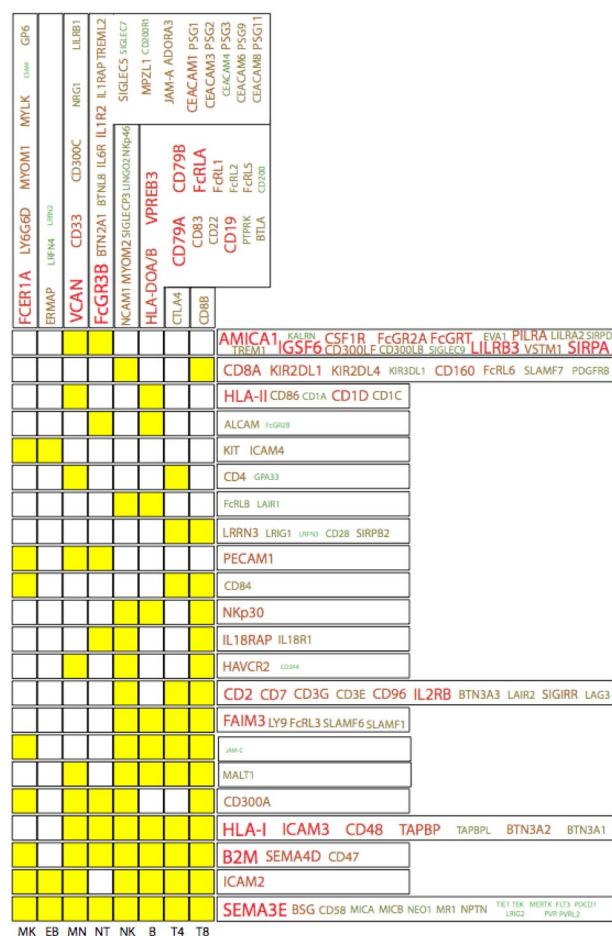 FCER1A LY6G6D MYOM1 MYLK ESAM GP6
ERMAP LRFN4 LRRN2
VCAN CD33 CD300C NRG1 LILRB1
FcGR3B BTN2A1 BTNL8 IL6R IL1R2 IL1RAP TREML2
NCAM1 MYOM2 SIGLECP3 LINGO2 NKp46 SIGLEC5 SIGLEC7
HLA-DOA/B VPREB3 MPZL1 CD200R1
CTLA4
CD79A CD79B
CD83 FcRLA
CD22 FcRL1
CD19 FcRL2
PTPRK FcRL5
BTLA CD200
JAM-A ADORA3
CEACAM1 PSG1
CEACAM3 PSG2
CEACAM4 PSG3
CEACAM6 PSG9
CEACAM8 PSG11
CD8B
AMICA1 KALRN CSF1R FcGR2A FcGRT EVA1 PILRA LILRA2 SIRPD
TREM1 IGSF6 CD300LF CD300LB SIGLEC9 LILRB3 VSTM1 SIRPA
CD8A KIR2DL1 KIR2DL4 KIR3DL1 CD160 FcRL6 SLAMF7 PDGFRB
HLA-II CD86 CD1A CD1D CD1C
ALCAM FcGR2B
KIT ICAM4
CD4 GPA33
FcRLB LAIR1
LRRN3 LRIG1 LRFN3 CD28 SIRPB2
PECAM1
CD84
NKp30
IL18RAP IL18R1
HAVCR2 CD244
CD2 CD7 CD3G CD3E CD96 IL2RB BTN3A3 LAIR2 SIGIRR LAG3
FAIM3 LY9 FcRL3 SLAMF6 SLAMF1
JAM-C
MALT1
CD300A
HLA-I ICAM3 CD48 TAPBP TAPBPL BTN3A2 BTN3A1
B2M SEMA4D CD47
ICAM2
SEMA3E BSG CD58 MICA MICB NEO1 MR1 NPTN TIE1 TEK MERTK FLT3 PDCD1
LRIG2 PVR PVRL2
MK EB MN NT NK B T4 T8